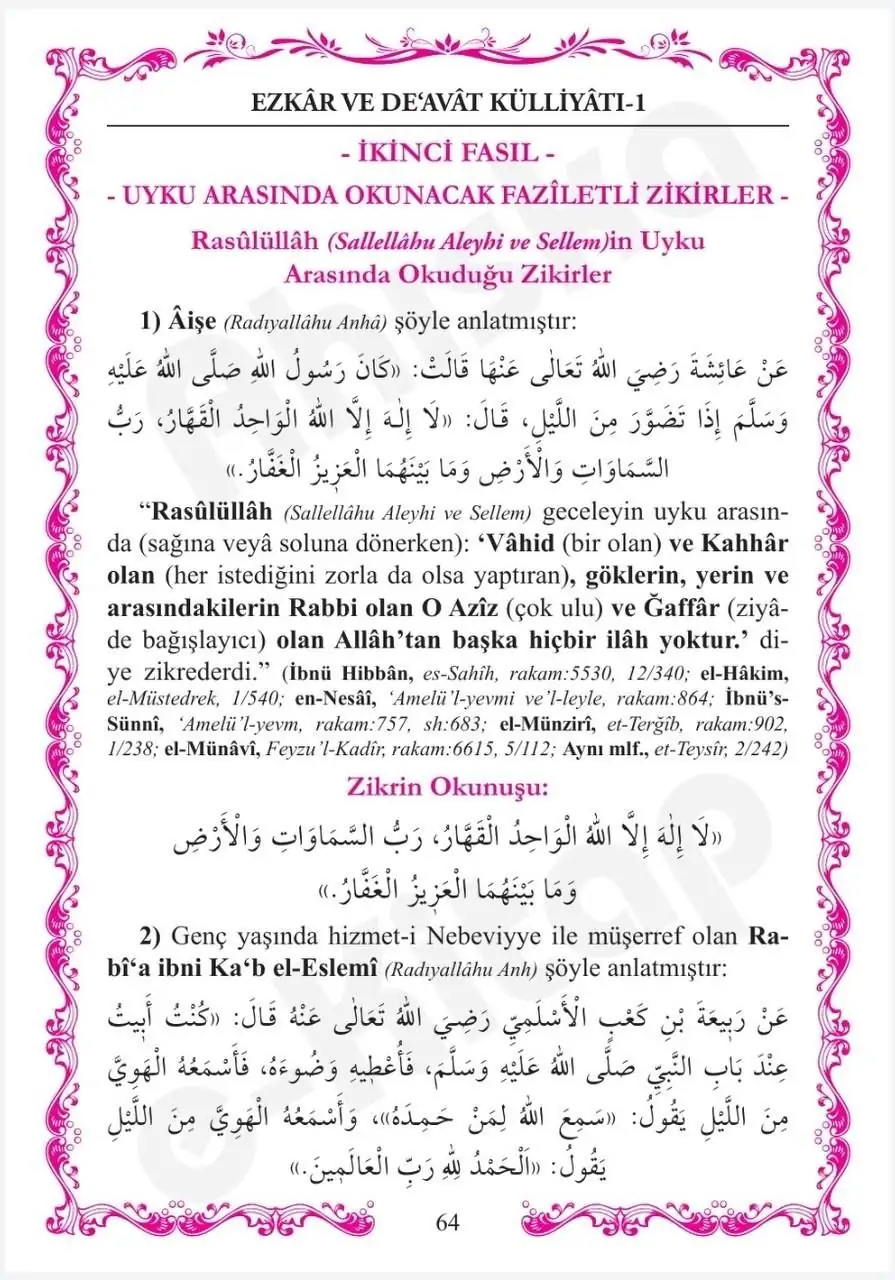 EZKÂR VE DE‘AVÂT KÜLLİYÂTI-1
- İKİNCİ FASIL -
- UYKU ARASINDA OKUNACAK FAZÎLETLİ ZİKİRLER -
Rasûlüllâh (Sallellâhu Aleyhi ve Sellem)in Uyku
Arasında Okuduğu Zikirler
1) Âişe (Radıyallâhu Anhâ) şöyle anlatmıştır:
عَنْ عَائِشَةَ رَضِيَ اللهُ تَعَالٰى عَنْهَا قَالَتْ: «كَانَ رَسُولُ اللهِ صَلَّى اللهُ عَلَيْهِ
وَسَلَّمَ إِذَا تَضَوَّرَ مِنَ اللَّيْلِ، قَالَ: «لَا إِلٰهَ إِلَّا اللهُ الْوَاحِدُ الْقَهَّارُ، رَبُّ
السَّمَاوَاتِ وَالْأَرْضِ وَمَا بَيْنَهُمَا الْعَزِيزُ الْغَفَّارُ.»
“Rasûlüllâh (Sallellâhu Aleyhi ve Sellem) geceleyin uyku arasın-
da (sağına veyâ soluna dönerken): ‘Vâhid (bir olan) ve Kahhâr
olan (her istediğini zorla da olsa yaptıran), göklerin, yerin ve
arasındakilerin Rabbi olan O Azîz (çok ulu) ve Ğaffâr (ziyâ-
de bağışlayıcı) olan Allâh’tan başka hiçbir ilâh yoktur.’ di-
ye zikrederdi.” (İbnü Hibbân, es-Sahîh, rakam:5530, 12/340; el-Hâkim,
el-Müstedrek, 1/540; en-Nesâî, ‘Amelü’l-yevmi ve’l-leyle, rakam:864; İbnü’s-
Sünnî, ‘Amelü’l-yevm, rakam:757, sh:683; el-Münzirî, et-Terğîb, rakam:902,
1/238; el-Münâvî, Feyzu’l-Kadîr, rakam:6615, 5/112; Aynı mlf., et-Teysîr, 2/242)
Zikrin Okunuşu:
«لَا إِلٰهَ إِلَّا اللهُ الْوَاحِدُ الْقَهَّارُ، رَبُّ السَّمَاوَاتِ وَالْأَرْضِ
وَمَا بَيْنَهُمَا الْعَزِيزُ الْغَفَّارُ.»
2) Genç yaşında hizmet-i Nebeviyye ile müşerref olan Ra-
bî‘a ibni Ka‘b el-Eslemî (Radıyallâhu Anh) şöyle anlatmıştır:
عَنْ رَبِيعَةَ بْنِ كَعْبٍ الْأَسْلَمِيِّ رَضِيَ اللهُ تَعَالٰى عَنْهُ قَالَ: «كُنْتُ أَبِيتُ
عِنْدَ بَابِ النَّبِيِّ صَلَّى اللهُ عَلَيْهِ وَسَلَّمَ، فَأُعْطِيهِ وَضُوءَهُ، فَأَسْمَعُهُ الْهَوِيَّ
مِنَ اللَّيْلِ يَقُولُ: «سَمِعَ اللهُ لِمَنْ حَمِدَهُ»، وَأَسْمَعُهُ الْهَوِيَّ مِنَ اللَّيْلِ
يَقُولُ: «اَلْحَمْدُ لِلّٰهِ رَبِّ الْعَالَمِينَ.»
64
Ahıska
e-kitap